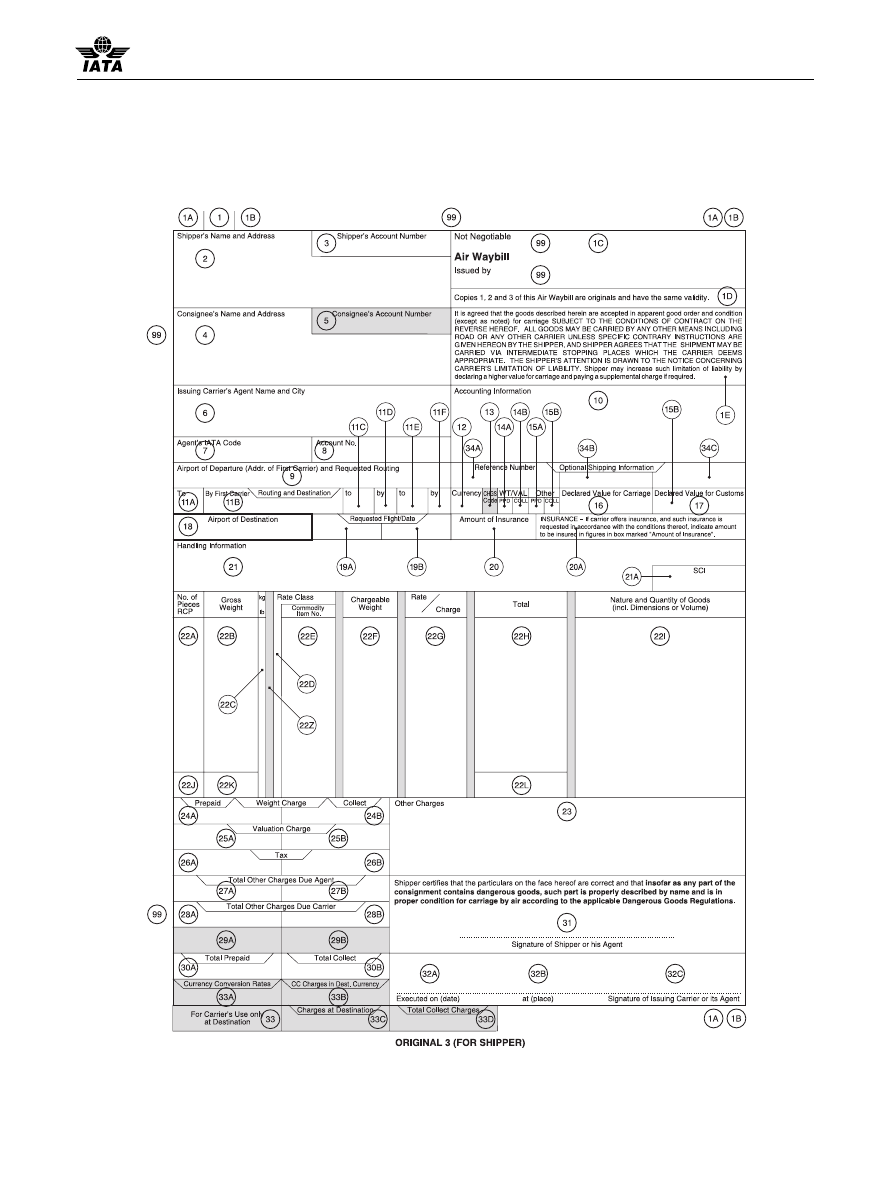 IATA
1A 1 1B 99 1A 1B
Shipper's Name and Address
2
3 Shipper's Account Number
Not Negotiable 99 1C
Air Waybill
Issued by 99
Copies 1, 2 and 3 of this Air Waybill are originals and have the same validity. 1D
99
Consignee's Name and Address
4
5 Consignee's Account Number
It is agreed that the goods described herein are accepted in apparent good order and condition
(except as noted) for carriage SUBJECT TO THE CONDITIONS OF CONTRACT ON THE
REVERSE HEREOF. ALL GOODS MAY BE CARRIED BY ANY OTHER MEANS INCLUDING
ROAD OR ANY OTHER CARRIER UNLESS SPECIFIC CONTRARY INSTRUCTIONS ARE
GIVEN HEREON BY THE SHIPPER, AND SHIPPER AGREES THAT THE SHIPMENT MAY BE
CARRIED VIA INTERMEDIATE STOPPING PLACES WHICH THE CARRIER DEEMS
APPROPRIATE. THE SHIPPER'S ATTENTION IS DRAWN TO THE NOTICE CONCERNING
CARRIER'S LIMITATION OF LIABILITY. Shipper may increase such limitation of liability by
declaring a higher value for carriage and paying a supplemental charge if required.
1E
Issuing Carrier's Agent Name and City
6
Accounting Information
10
11C 11D 11E 11F 12 13 14A 14B 15A 15B 15B
Agent's IATA Code
7
Account No.
8
34A 34B 34C
Airport of Departure (Addr. of First Carrier) and Requested Routing
9
Reference Number
Optional Shipping Information
To By First Carrier Routing and Destination to by to by
11A 11B
Currency CHGS Code WT/VAL PPD COLL Other PPD COLL
Declared Value for Carriage
16
Declared Value for Customs
17
18 Airport of Destination
Requested Flight/Date
19A 19B
Amount of Insurance
20
INSURANCE – If carrier offers insurance, and such insurance is
requested in accordance with the conditions thereof, indicate amount
to be insured in figures in box marked "Amount of Insurance".
20A
Handling Information
21
21A SCI
No. of
Pieces
RCP
Gross
Weight
kg
lb
Rate Class
Commodity
Item No.
Chargeable
Weight
Rate
Charge
Total
Nature and Quantity of Goods
(incl. Dimensions or Volume)
22A 22B 22E 22F 22G 22H 22I
22D
22C
22Z
22J 22K 22L
Prepaid Weight Charge Collect
24A 24B
Other Charges
23
Valuation Charge
25A 25B
Tax
26A 26B
Total Other Charges Due Agent
27A 27B
Shipper certifies that the particulars on the face hereof are correct and that insofar as any part of the
consignment contains dangerous goods, such part is properly described by name and is in
proper condition for carriage by air according to the applicable Dangerous Goods Regulations.
99
Total Other Charges Due Carrier
28A 28B
31
29A 29B
Signature of Shipper or his Agent
Total Prepaid Total Collect
30A 30B
32A 32B 32C
Currency Conversion Rates CC Charges in Dest. Currency
33A 33B
Executed on (date) at (place) Signature of Issuing Carrier or its Agent
For Carrier's Use only
at Destination
33
Charges at Destination
33C
Total Collect Charges
33D
1A 1B
ORIGINAL 3 (FOR SHIPPER)